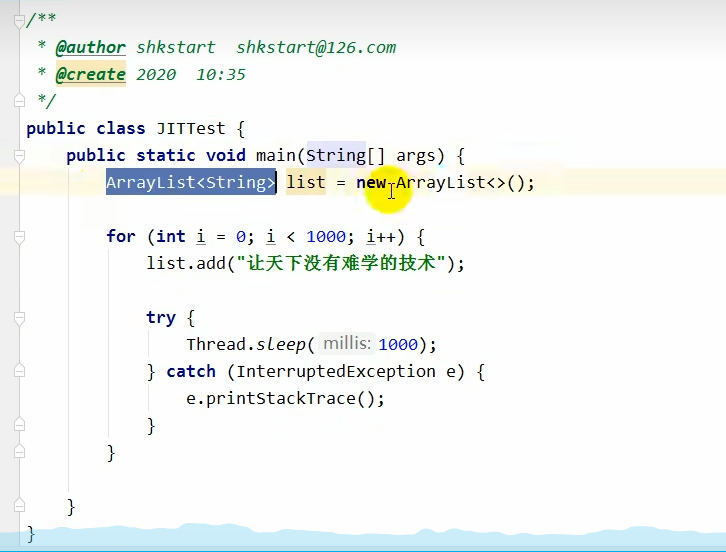 /**
 * @author shkstart  shkstart@126.com
 * @create 2020  10:35
 */
public class JITTest {
    public static void main(String[] args) {
        ArrayList<String> list = new ArrayList<>();

        for (int i = 0; i < 1000; i++) {
            list.add("让天下没有难学的技术");

            try {
                Thread.sleep( millis: 1000);
            } catch (InterruptedException e) {
                e.printStackTrace();
            }
        }

    }
}